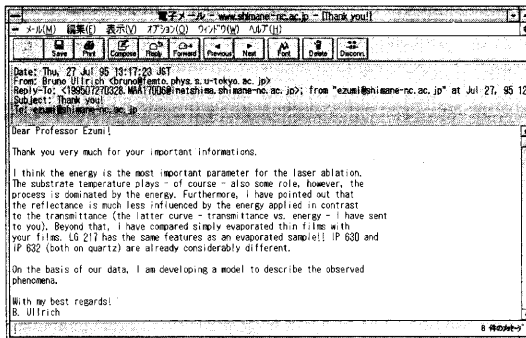 電子メール - www.shimane-nc.ac.jp - [Thank you!]
メール(M) 編集(E) 表示(V) オプション(O) ウィンドウ(W) ヘルプ(H)
Save Print Compose Reply Forward Previous Next Font Delete Disconn.
Date: Thu, 27 Jul 95 13:17:23 JST
From: Bruno Ullrich <bruno@femto.phys.s.u-tokyo.ac.jp>
Reply-To: <199507270328.MAA17006@inetshima.shimane-nc.ac.jp>; from "ezumi@shimane-nc.ac.jp" at Jul 27, 95 12
Subject: Thank you!
To: ezumi@shimane-nc.ac.jp
Dear Professor Ezumi!
Thank you very much for your important informations.
I think the energy is the most important parameter for the laser ablation.
The substrate temperature plays - of course - also some role, however, the
process is dominated by the energy. Furthermore, I have pointed out that
the reflectance is much less influenced by the energy applied in contrast
to the transmittance (the latter curve - transmittance vs. energy - I have sent
to you). Beyond that, I have compared simply evaporated thin films with
your films. LG 217 has the same features as an evaporated sample!! IP 630 and
IP 632 (both on quartz) are already considerably different.
On the basis of our data, I am developing a model to describe the observed
phenomena.
With my best regards!
B. Ullrich
8 件のメッセージ